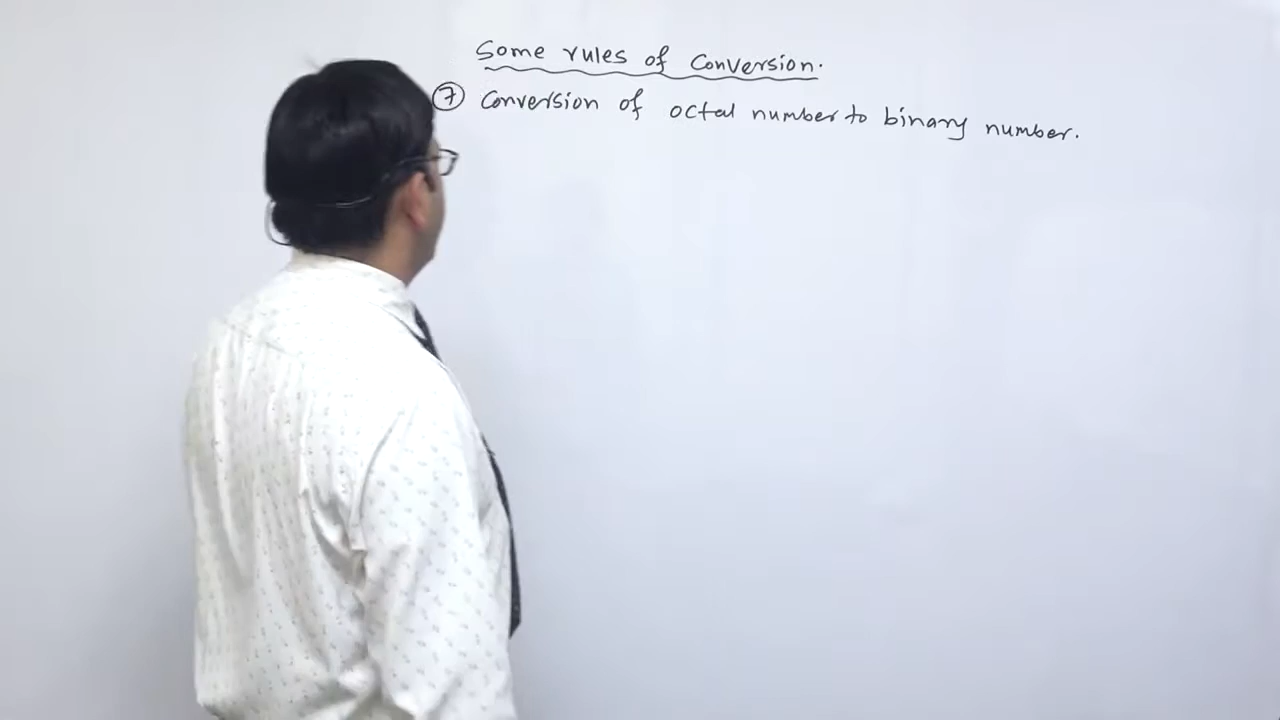 Some rules of Conversion.
7 Conversion of octal number to binary number.